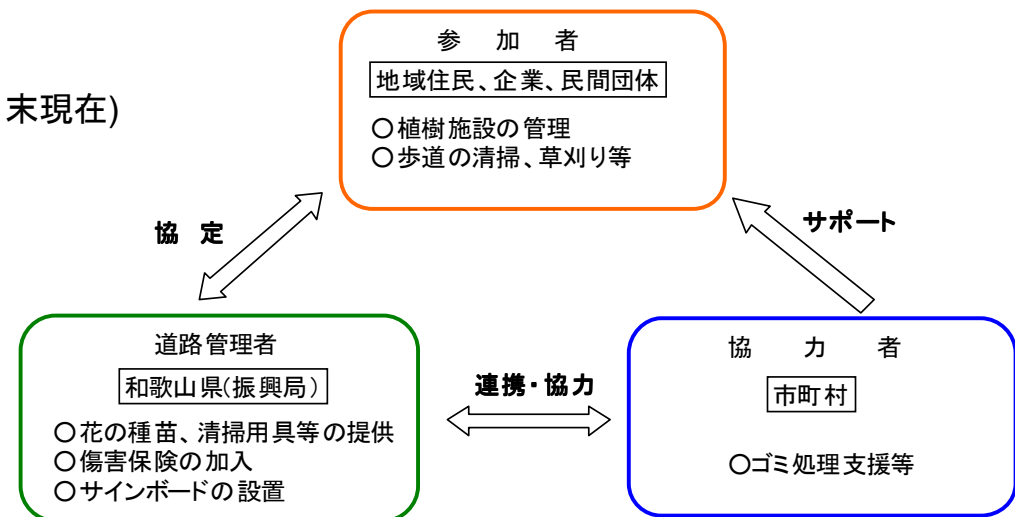 参 加 者
地域住民、企業、民間団体
○植樹施設の管理
○歩道の清掃、草刈り等
末現在)
協 定
サポート
道路管理者
和歌山県(振興局)
○花の種苗、清掃用具等の提供
○傷害保険の加入
○サインボードの設置
連携・協力
協 力 者
市町村
○ゴミ処理支援等